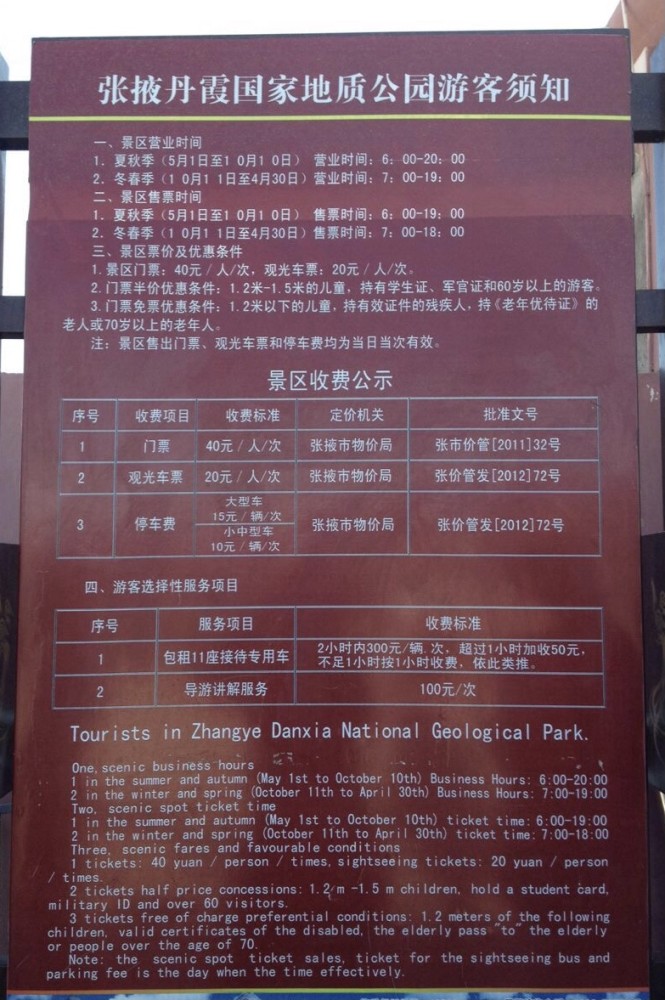 张掖丹霞国家地质公园游客须知
一、景区营业时间
1. 夏秋季（5月1日至1 0月1 0日） 营业时间：6：00-20：00
2. 冬春季（1 0月1 1日至4月30日）营业时间：7：00-19：00
二、景区售票时间
1. 夏秋季（5月1日至1 0月1 0日） 售票时间：6：00-19：00
2. 冬春季（1 0月1 1日至4月30日）售票时间：7：00-18：00
三、景区票价及优惠条件
1.景区门票：40元 / 人/次，观光车票：20元 / 人/次。
2.门票半价优惠条件：1.2米-1.5米的儿童，持有学生证、军官证和60岁以上的游客。
3.门票免票优惠条件：1.2米以下的儿童，持有效证件的残疾人，持《老年优待证》的
老人或70岁以上的老年人。
注：景区售出门票、观光车票和停车费均为当日当次有效。
景区收费公示
序号 收费项目 收费标准 定价机关 批准文号
1 门票 40元 / 人/次 张掖市物价局 张市价管[2011]32号
2 观光车票 20元 / 人/次 张掖市物价局 张价管发[2012]72号
3 停车费 大型车 15元 / 辆/次 小中型车 10元 / 辆/次 张掖市物价局 张价管发[2012]72号
四、游客选择性服务项目
序号 服务项目 收费标准
1 包租11座接待专用车 2小时内300元/辆.次，超过1小时加收50元，
不足1小时按1小时收费，依此类推。
2 导游讲解服务 100元/次
Tourists in Zhangye Danxia National Geological Park.
One, scenic business hours
1 in the summer and autumn (May 1st to October 10th) Business Hours: 6:00-20:00
2 in the winter and spring (October 11th to April 30th) Business Hours: 7:00-19:00
Two, scenic spot ticket time
1 in the summer and autumn (May 1st to October 10th) ticket time: 6:00-19:00
2 in the winter and spring (October 11th to April 30th) ticket time: 7:00-18:00
Three, scenic fares and favourable conditions
1 tickets: 40 yuan / person / times, sightseeing tickets: 20 yuan / person
/ times.
2 tickets half price concessions: 1.2 m -1.5 m children, hold a student card,
military ID and over 60 visitors.
3 tickets free of charge preferential conditions: 1.2 meters of the following
children, valid certificates of the disabled, the elderly pass "to" the elderly
or people over the age of 70.
Note: the scenic spot ticket sales, ticket for the sightseeing bus and
parking fee is the day when the time effectively.